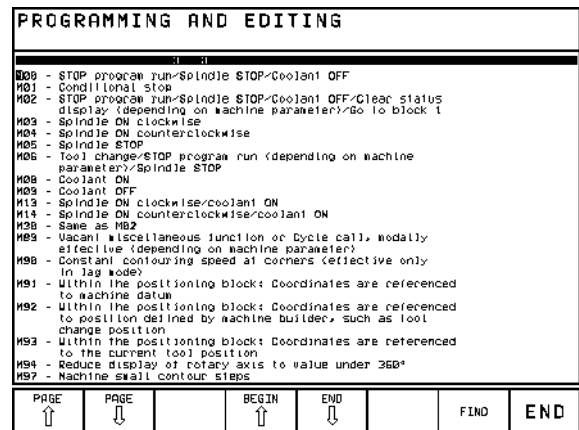 PROGRAMMING AND EDITING
M00 - STOP program run/Spindle STOP/Coolant OFF
M01 - Conditional stop
M02 - STOP program run/Spindle STOP/Coolant OFF/Clear status
display (depending on machine parameter)/Go to block 1
M03 - Spindle ON clockwise
M04 - Spindle ON counterclockwise
M05 - Spindle STOP
M06 - Tool change/STOP program run (depending on machine
parameter)/Spindle STOP
M08 - Coolant ON
M09 - Coolant OFF
M13 - Spindle ON clockwise/coolant ON
M14 - Spindle ON counterclockwise/coolant ON
M30 - Same as M02
M89 - Vacant miscellaneous function or Cycle call, modally
effective (depending on machine parameter)
M90 - Constant contouring speed at corners (effective only
in lag mode)
M91 - Within the positioning block: Coordinates are referenced
to machine datum
M92 - Within the positioning block: Coordinates are referenced
to position defined by machine builder, such as tool
change position
M93 - Within the positioning block: Coordinates are referenced
to the current tool position
M94 - Reduce display of rotary axis to value under 360°
M97 - Machine small contour steps
PAGE PAGE BEGIN END FIND END